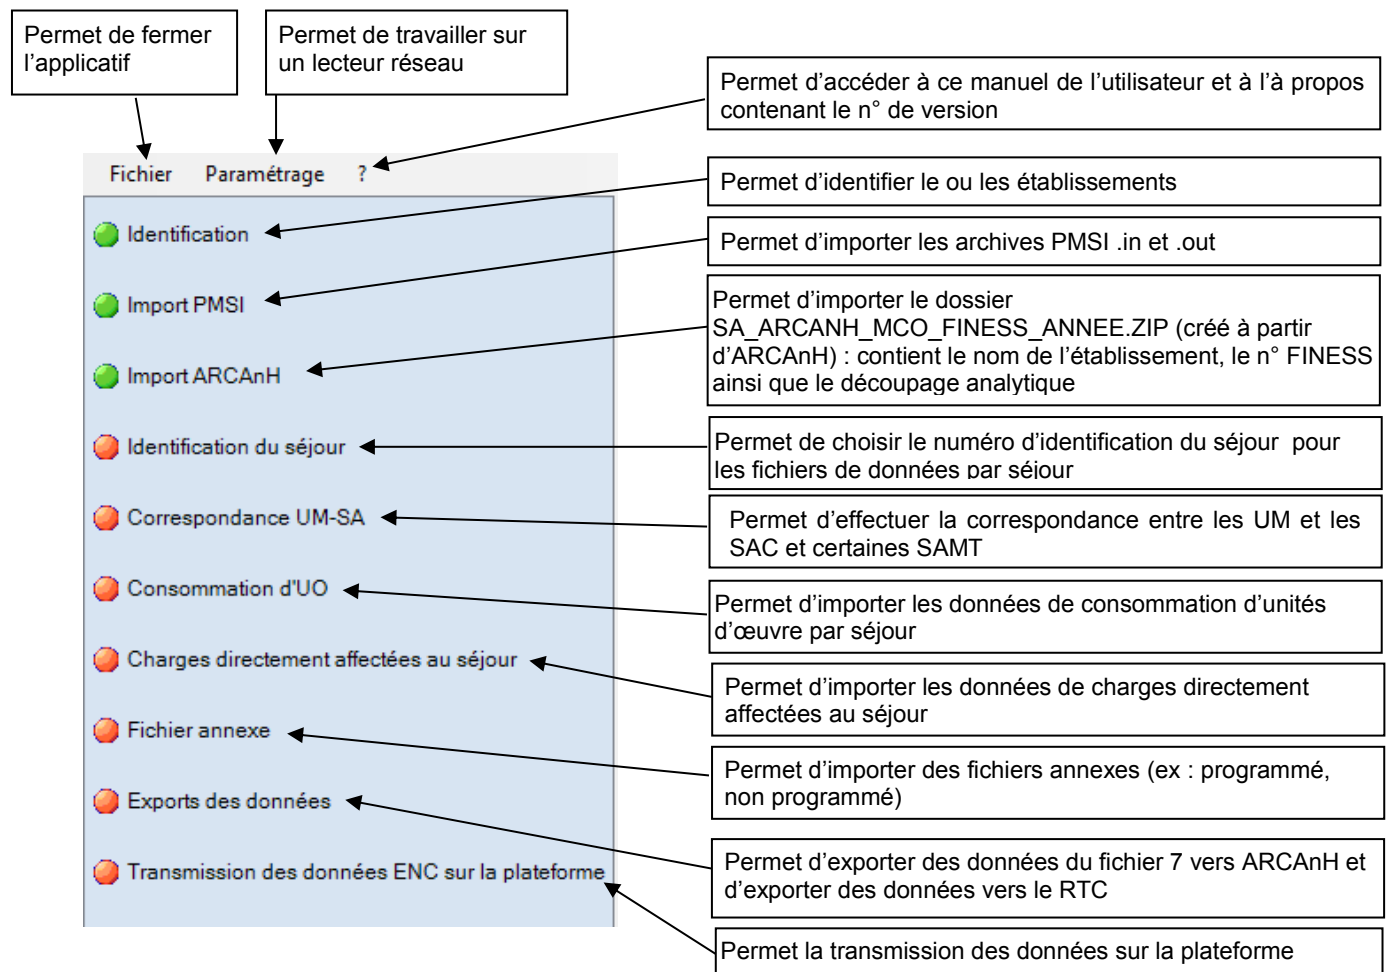 Permet de fermer
l’applicatif
Permet de travailler sur
un lecteur réseau
Permet d’accéder à ce manuel de l’utilisateur et à l’à propos
contenant le n° de version
Fichier Paramétrage ?
Permet d’identifier le ou les établissements
Identification
Permet d’importer les archives PMSI .in et .out
Import PMSI
Permet d’importer le dossier
SA_ARCANH_MCO_FINESS_ANNEE.ZIP (créé à partir
d’ARCAnH) : contient le nom de l’établissement, le n° FINESS
ainsi que le découpage analytique
Import ARCAnH
Permet de choisir le numéro d’identification du séjour pour
les fichiers de données par séjour
Identification du séjour
Permet d’effectuer la correspondance entre les UM et les
SAC et certaines SAMT
Correspondance UM-SA
Permet d’importer les données de consommation d’unités
d’œuvre par séjour
Consommation d'UO
Permet d’importer les données de charges directement
affectées au séjour
Charges directement affectées au séjour
Permet d’importer des fichiers annexes (ex : programmé,
non programmé)
Fichier annexe
Permet d’exporter des données du fichier 7 vers ARCAnH et
d’exporter des données vers le RTC
Exports des données
Permet la transmission des données sur la plateforme
Transmission des données ENC sur la plateforme